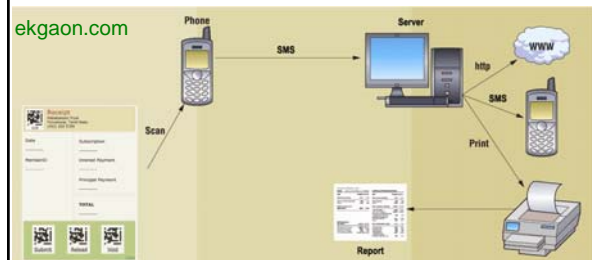 ekgaon.com
Phone
Server
SMS
http
WWW
SMS
Print
Scan
Receipt
Date
Subscription
MemberID
Interest Payment
Principal Payment
TOTAL
Submit
Reload
Void
Report